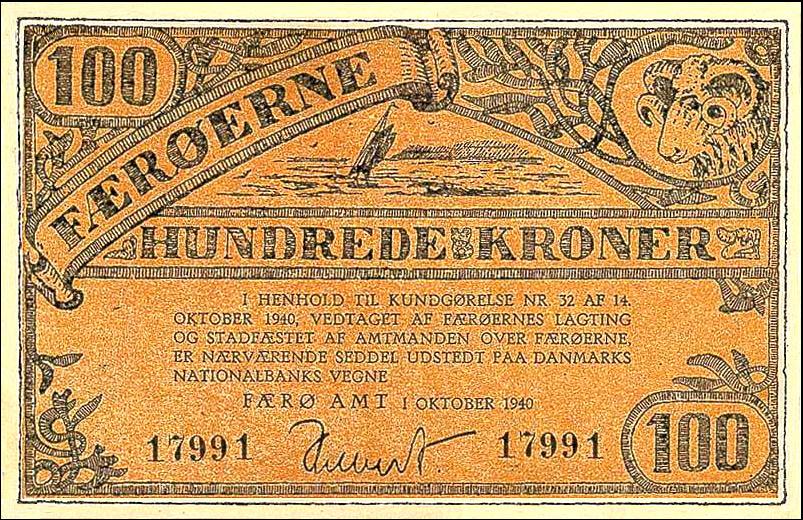 100
FÆRØERNE
HUNDREDE KRONER
I HENHOLD TIL KUNDGØRELSE NR. 32 AF 14.
OKTOBER 1940, VEDTAGET AF FÆRØERNES LAGTING
OG STADFÆSTET AF AMTMANDEN OVER FÆRØERNE,
ER NÆRVÆRENDE SEDDEL UDSTEDT PAA DANMARKS
NATIONALBANKS VEGNE
FÆRØ AMT 1 OKTOBER 1940
17991 17991
100